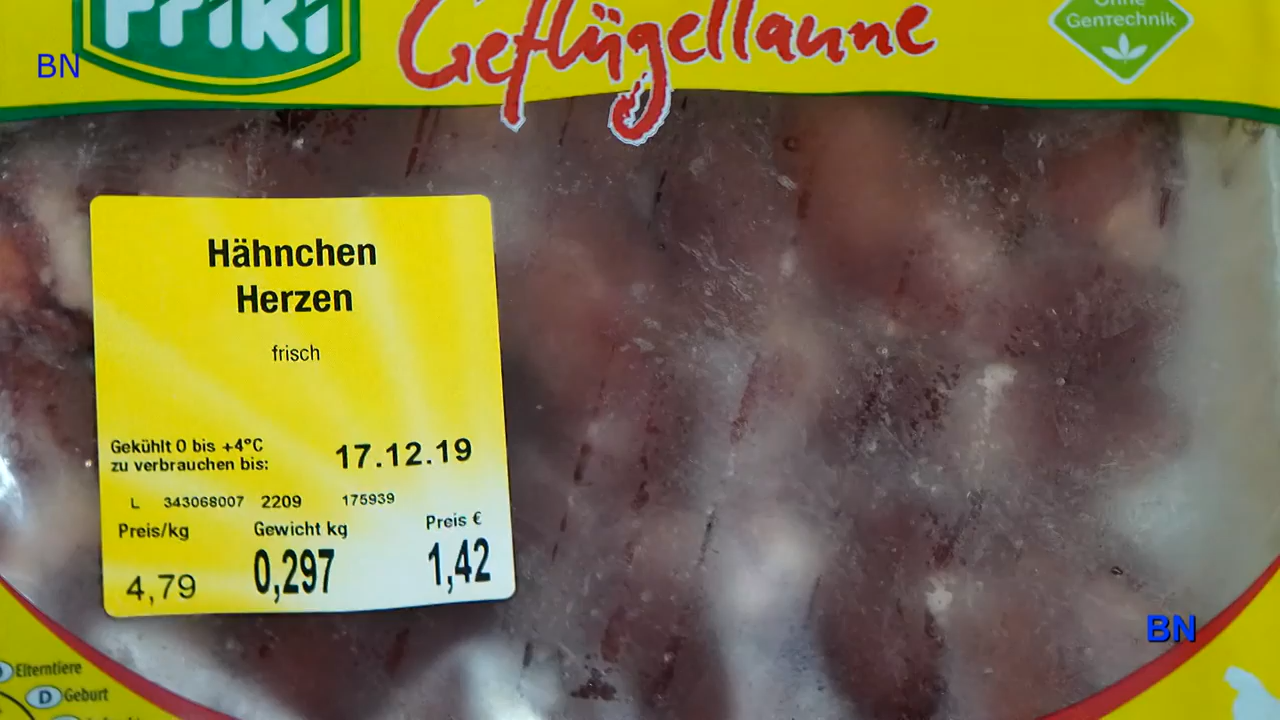 Friki
Geflügellaune
Ohne
Gentechnik
BN
Hähnchen
Herzen
frisch
Gekühlt 0 bis +4°C
zu verbrauchen bis:
17.12.19
L 343068007 2209 175939
Preis/kg Gewicht kg Preis €
4,79 0,297 1,42
BN
Elterntiere
D Geburt